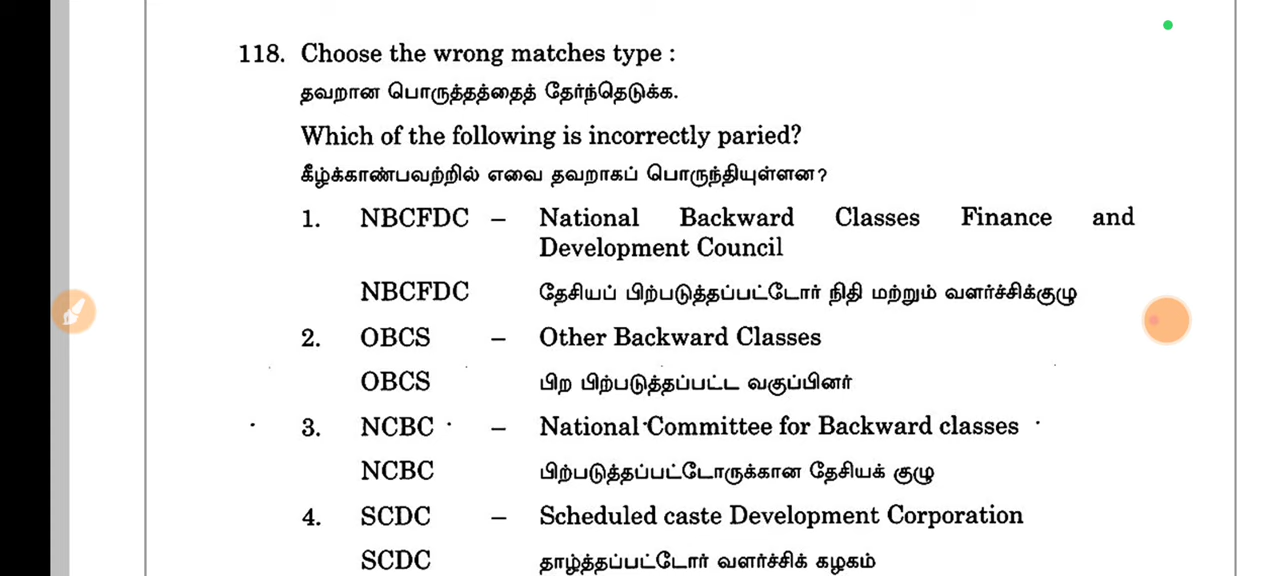 118. Choose the wrong matches type :
தவறான பொருத்தத்தைத் தேர்ந்தெடுக்க.
Which of the following is incorrectly paried?
கீழ்க்காண்பவற்றில் எவை தவறாகப் பொருந்தியுள்ளன?
1. NBCFDC – National Backward Classes Finance and
Development Council
NBCFDC தேசியப் பிற்படுத்தப்பட்டோர் நிதி மற்றும் வளர்ச்சிக்குழு
2. OBCS – Other Backward Classes
OBCS பிற பிற்படுத்தப்பட்ட வகுப்பினர்
3. NCBC – National Committee for Backward classes
NCBC பிற்படுத்தப்பட்டோருக்கான தேசியக் குழு
4. SCDC – Scheduled caste Development Corporation
SCDC தாழ்த்தப்பட்டோர் வளர்ச்சிக் கழகம்